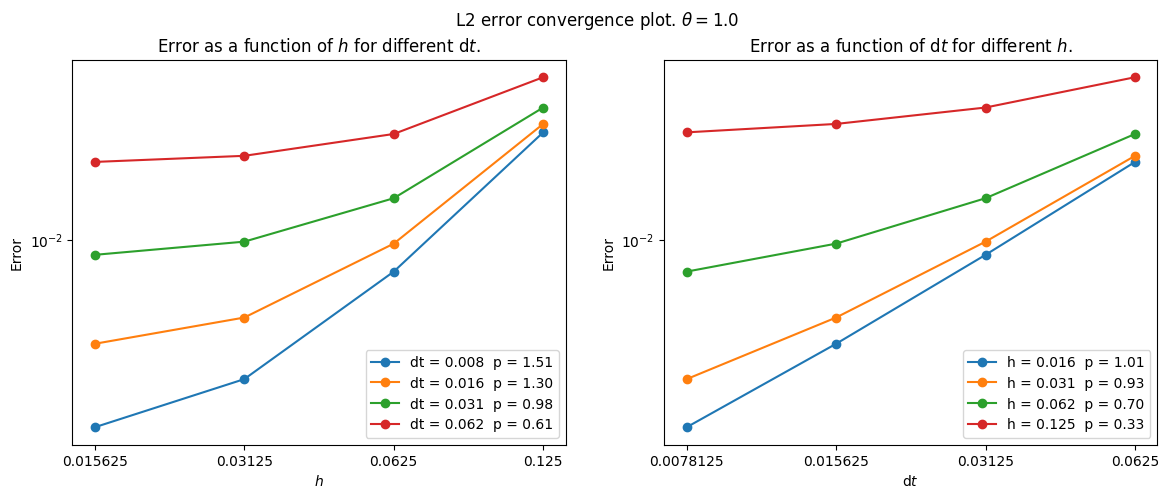 L2 error convergence plot. θ = 1.0
Error as a function of h for different dt.
Error
10⁻²
dt = 0.008 p = 1.51
dt = 0.016 p = 1.30
dt = 0.031 p = 0.98
dt = 0.062 p = 0.61
0.015625 0.03125 0.0625 0.125
h
Error as a function of dt for different h.
Error
10⁻²
h = 0.016 p = 1.01
h = 0.031 p = 0.93
h = 0.062 p = 0.70
h = 0.125 p = 0.33
0.0078125 0.015625 0.03125 0.0625
dt